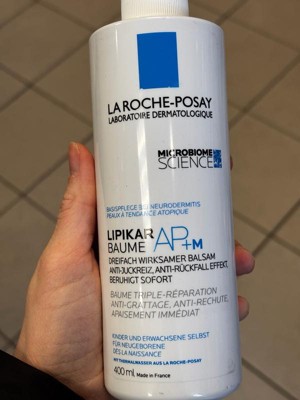 LA ROCHE-POSAY
LABORATOIRE DERMATOLOGIQUE
MICROBIOME
SCIENCE
BASISPFLEGE BEI NEURODERMITIS
PEAUX À TENDANCE ATOPIQUE
LIPIKAR
BAUME AP+M
DREIFACH WIRKSAMER BALSAM
ANTI-JUCKREIZ, ANTI-RÜCKFALL EFFEKT,
BERUHIGT SOFORT
BAUME TRIPLE-RÉPARATION
ANTI-GRATTAGE, ANTI-RECHUTE,
APAISEMENT IMMÉDIAT
KINDER UND ERWACHSENE SELBST
FÜR NEUGEBORENE
DÈS LA NAISSANCE
MIT THERMALWASSER AUS LA ROCHE-POSAY
400 ml Made in France